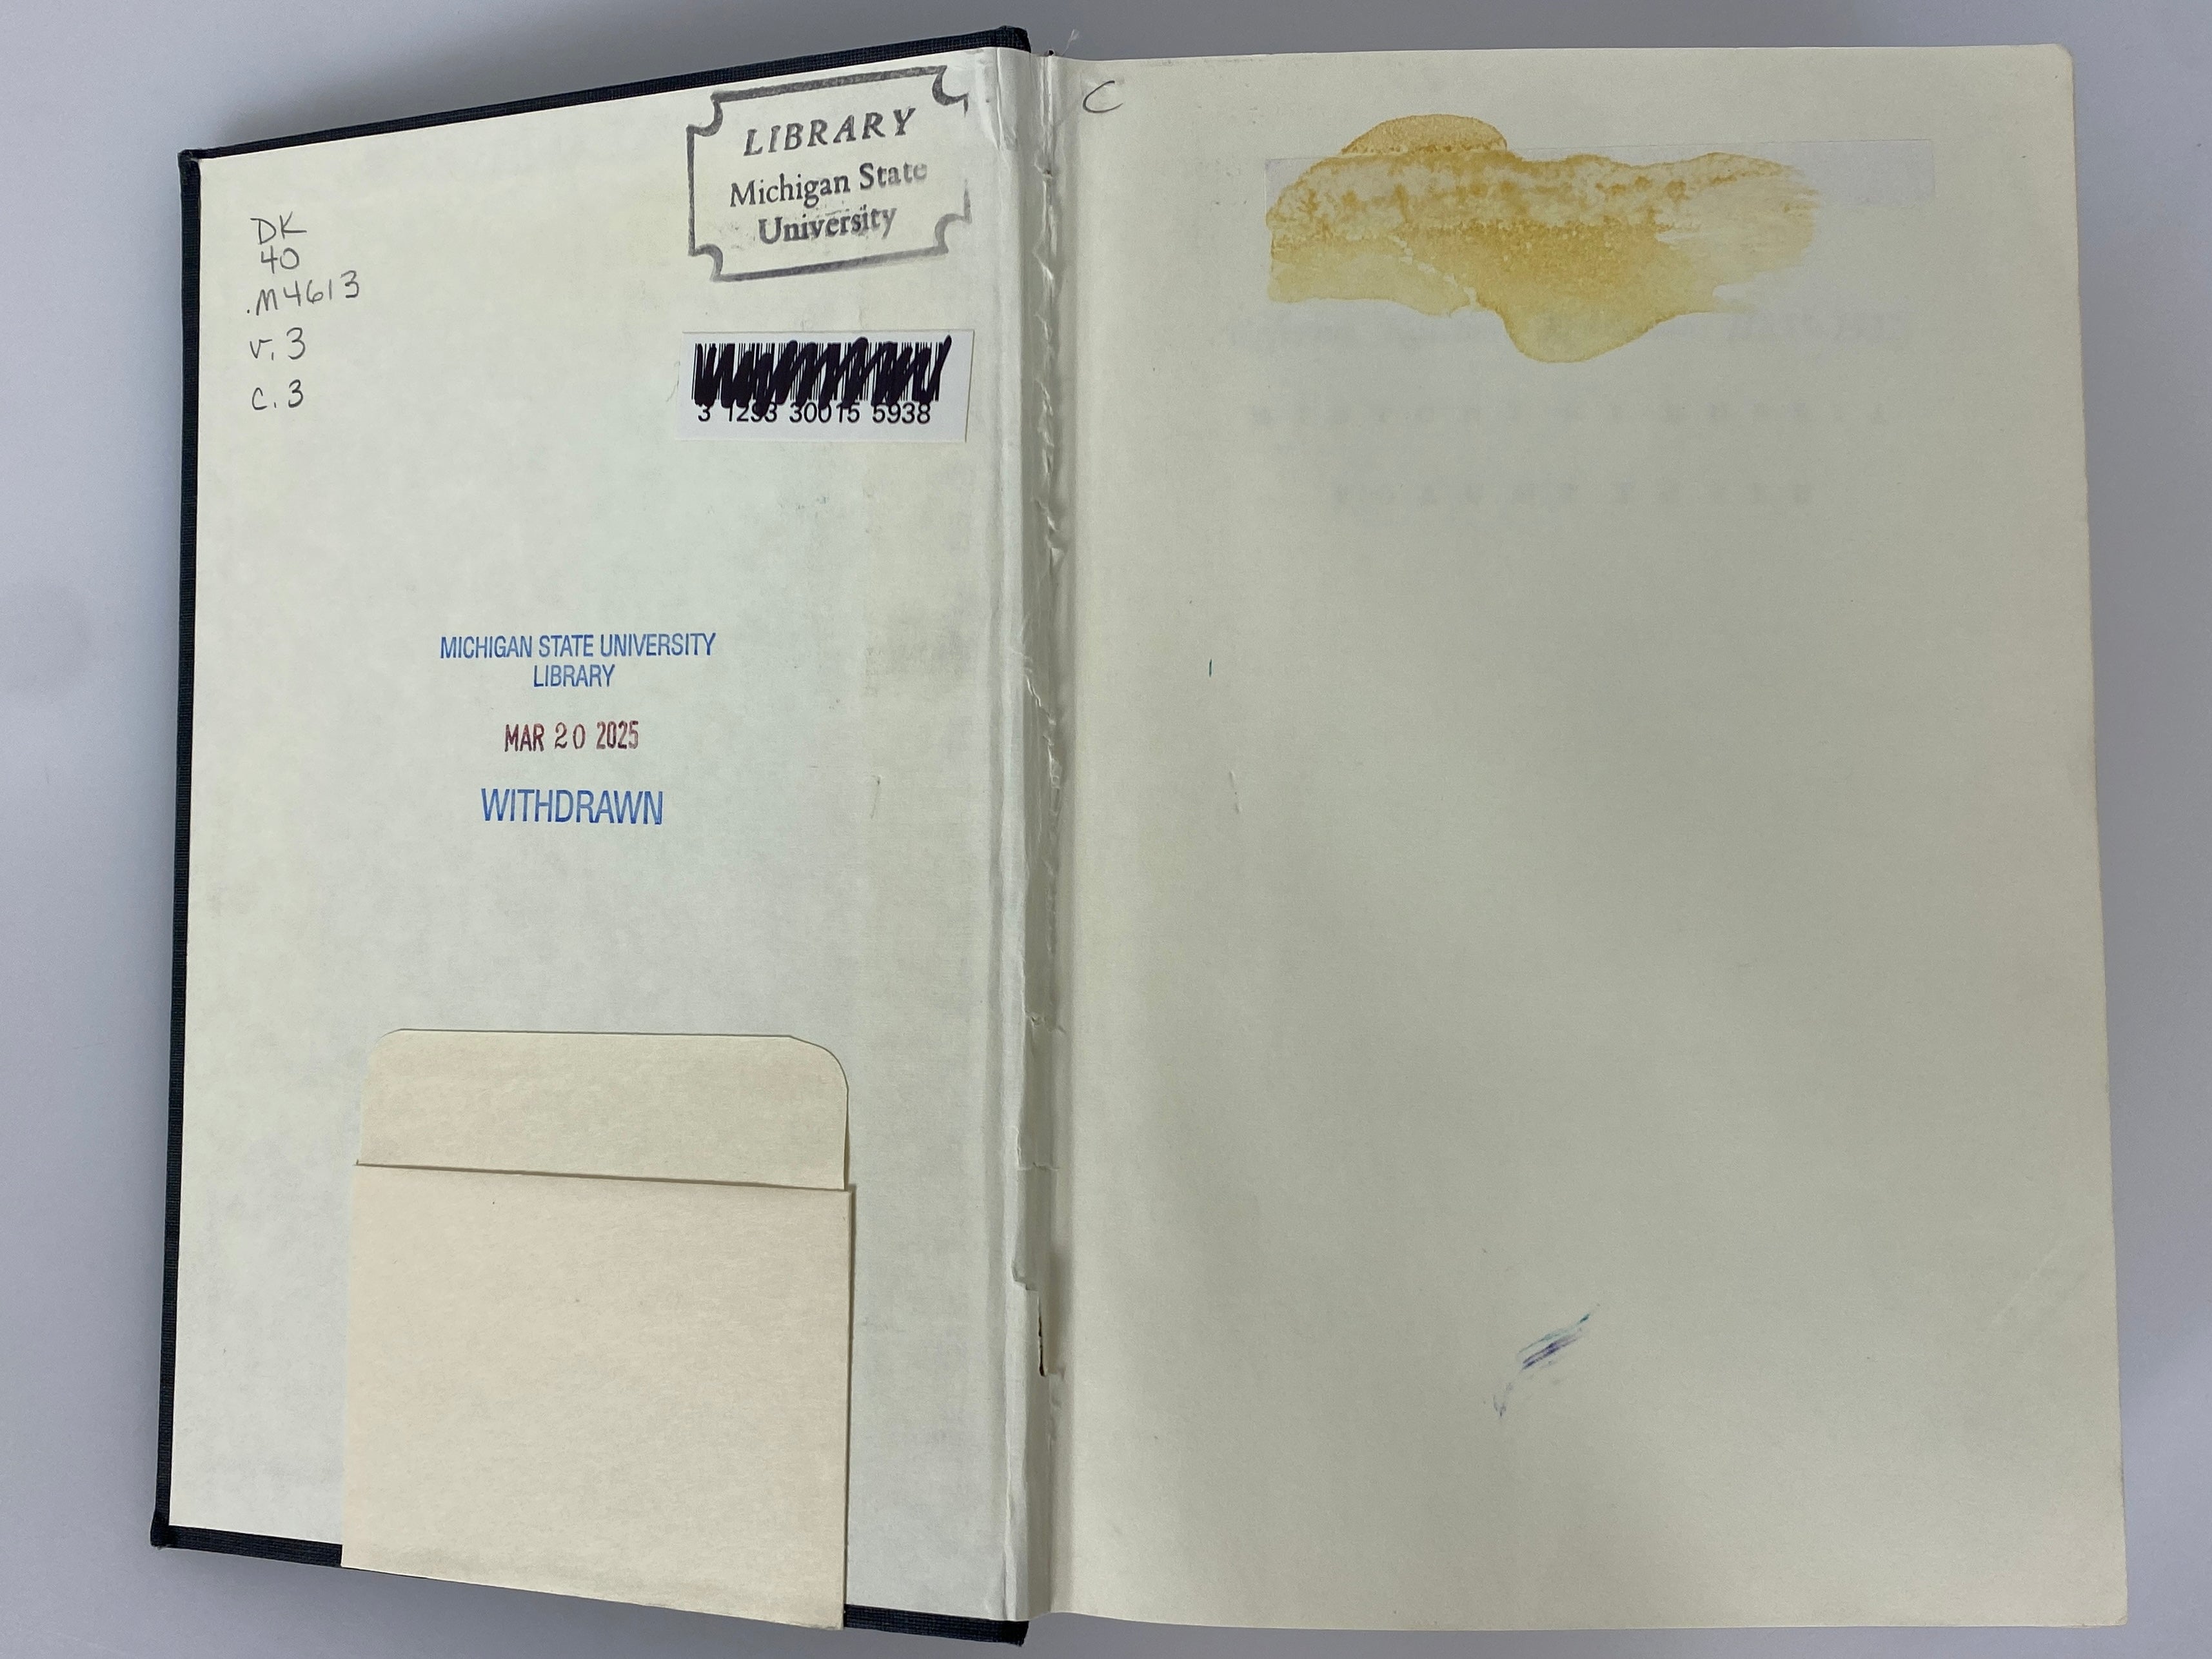 LIBRARY
Michigan State
University
DK
40
.M4613
v. 3
c. 3
3 1293 30015 5938
MICHIGAN STATE UNIVERSITY
LIBRARY
MAR 20 2025
WITHDRAWN
C